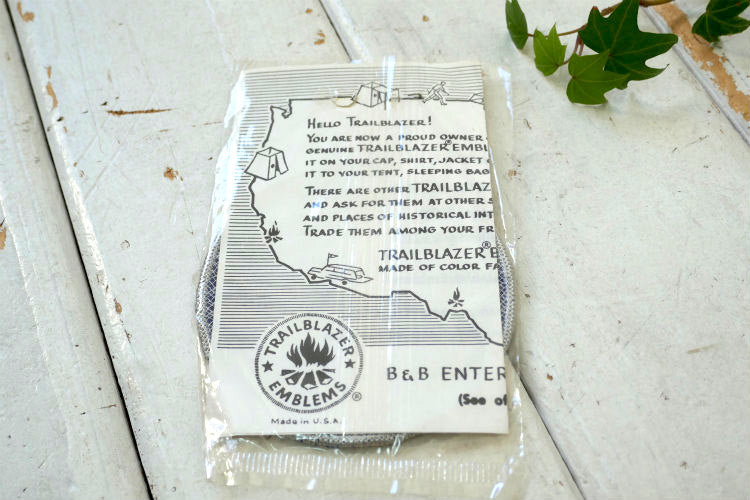 HELLO TRAILBLAZER!
YOU ARE NOW A PROUD OWNER
GENUINE TRAILBLAZER® EMBL
IT ON YOUR CAP, SHIRT, JACKET
IT TO YOUR TENT, SLEEPING BAG
THERE ARE OTHER TRAILBLAZ
AND ASK FOR THEM AT OTHER S
AND PLACES OF HISTORICAL INT
TRADE THEM AMONG YOUR FR
TRAILBLAZER® E
MADE OF COLOR FA
TRAILBLAZER
EMBLEMS ®
Made in U.S.A.
B & B ENTER
(See ot